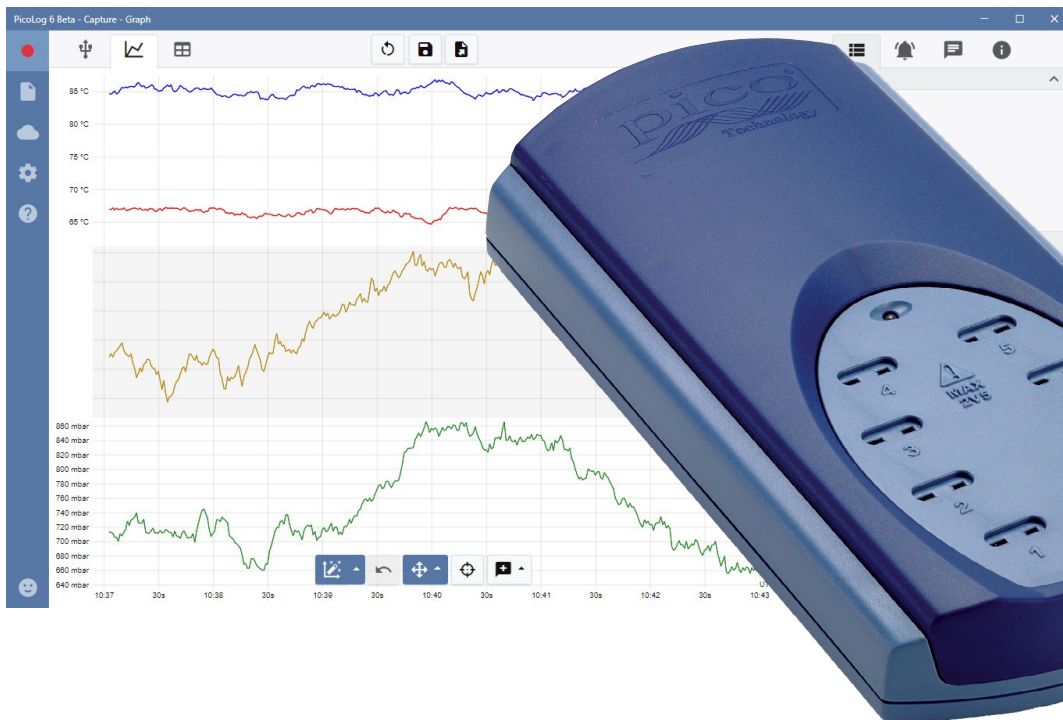 PicoLog 6 Beta - Capture - Graph
85 °C
80 °C
75 °C
70 °C
65 °C
860 mbar
840 mbar
820 mbar
800 mbar
780 mbar
760 mbar
740 mbar
720 mbar
700 mbar
680 mbar
660 mbar
640 mbar
10:37
30s
10:38
30s
10:39
30s
10:40
30s
10:41
30s
10:42
30s
10:43
pico
Technology
5
4
MAX
2V5
3
2
1